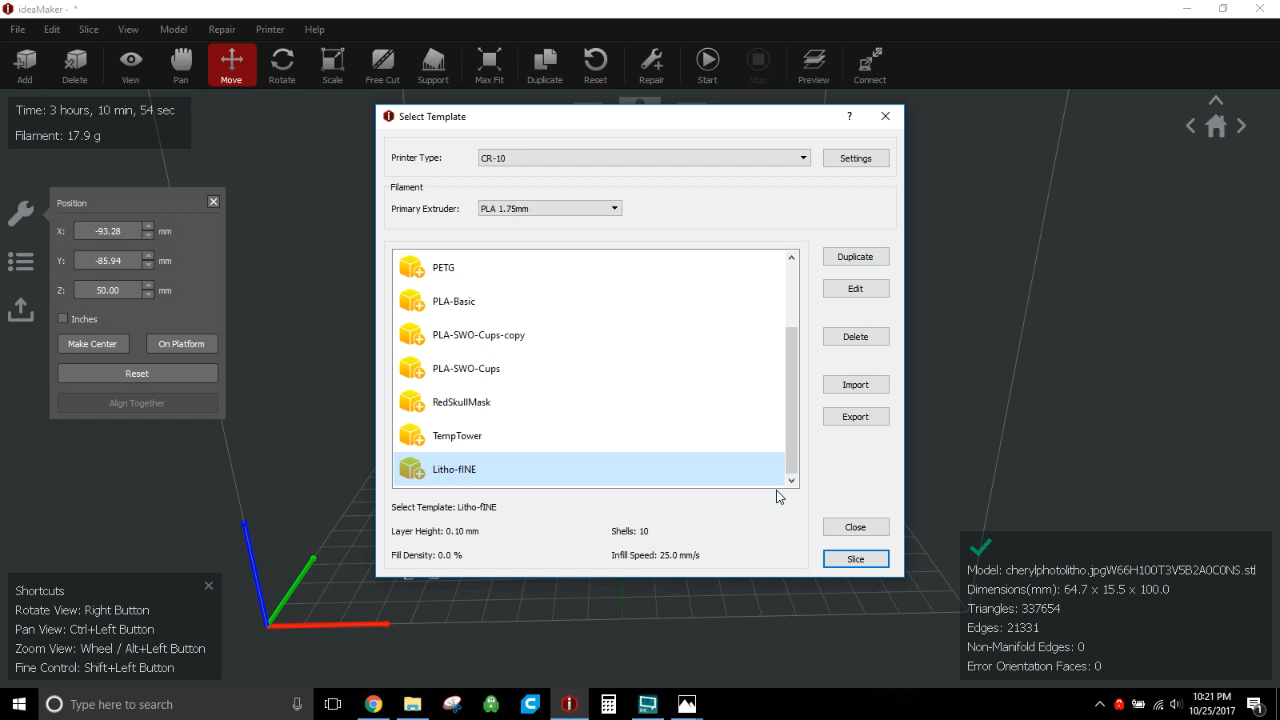 ideaMaker - *
File Edit Slice View Model Repair Printer Help
Add Delete View Pan Move Rotate Scale Free Cut Support Max Fit Duplicate Reset Repair Start Stop Preview Connect
Time: 3 hours, 10 min, 54 sec
Filament: 17.9 g
Position
X: -93.28 mm
Y: -85.94 mm
Z: 50.00 mm
Inches
Make Center On Platform
Reset
Align Together
Select Template ?
Printer Type: CR-10 Settings
Filament
Primary Extruder: PLA 1.75mm
PETG
PLA-Basic
PLA-SWO-Cups-copy
PLA-SWO-Cups
RedSkullMask
TempTower
Litho-fINE
Duplicate
Edit
Delete
Import
Export
Select Template: Litho-fINE
Layer Height: 0.10 mm Shells: 10
Fill Density: 0.0 % Infill Speed: 25.0 mm/s
Close
Slice
Shortcuts
Rotate View: Right Button
Pan View: Ctrl+Left Button
Zoom View: Wheel / Alt+Left Button
Fine Control: Shift+Left Button
Model: cherylphotolitho.jpgW66H100T3V5B2A0C0NS.stl
Dimensions(mm): 64.7 x 15.5 x 100.0
Triangles: 337654
Edges: 21331
Non-Manifold Edges: 0
Error Orientation Faces: 0
Type here to search
10:21 PM
10/25/2017
1